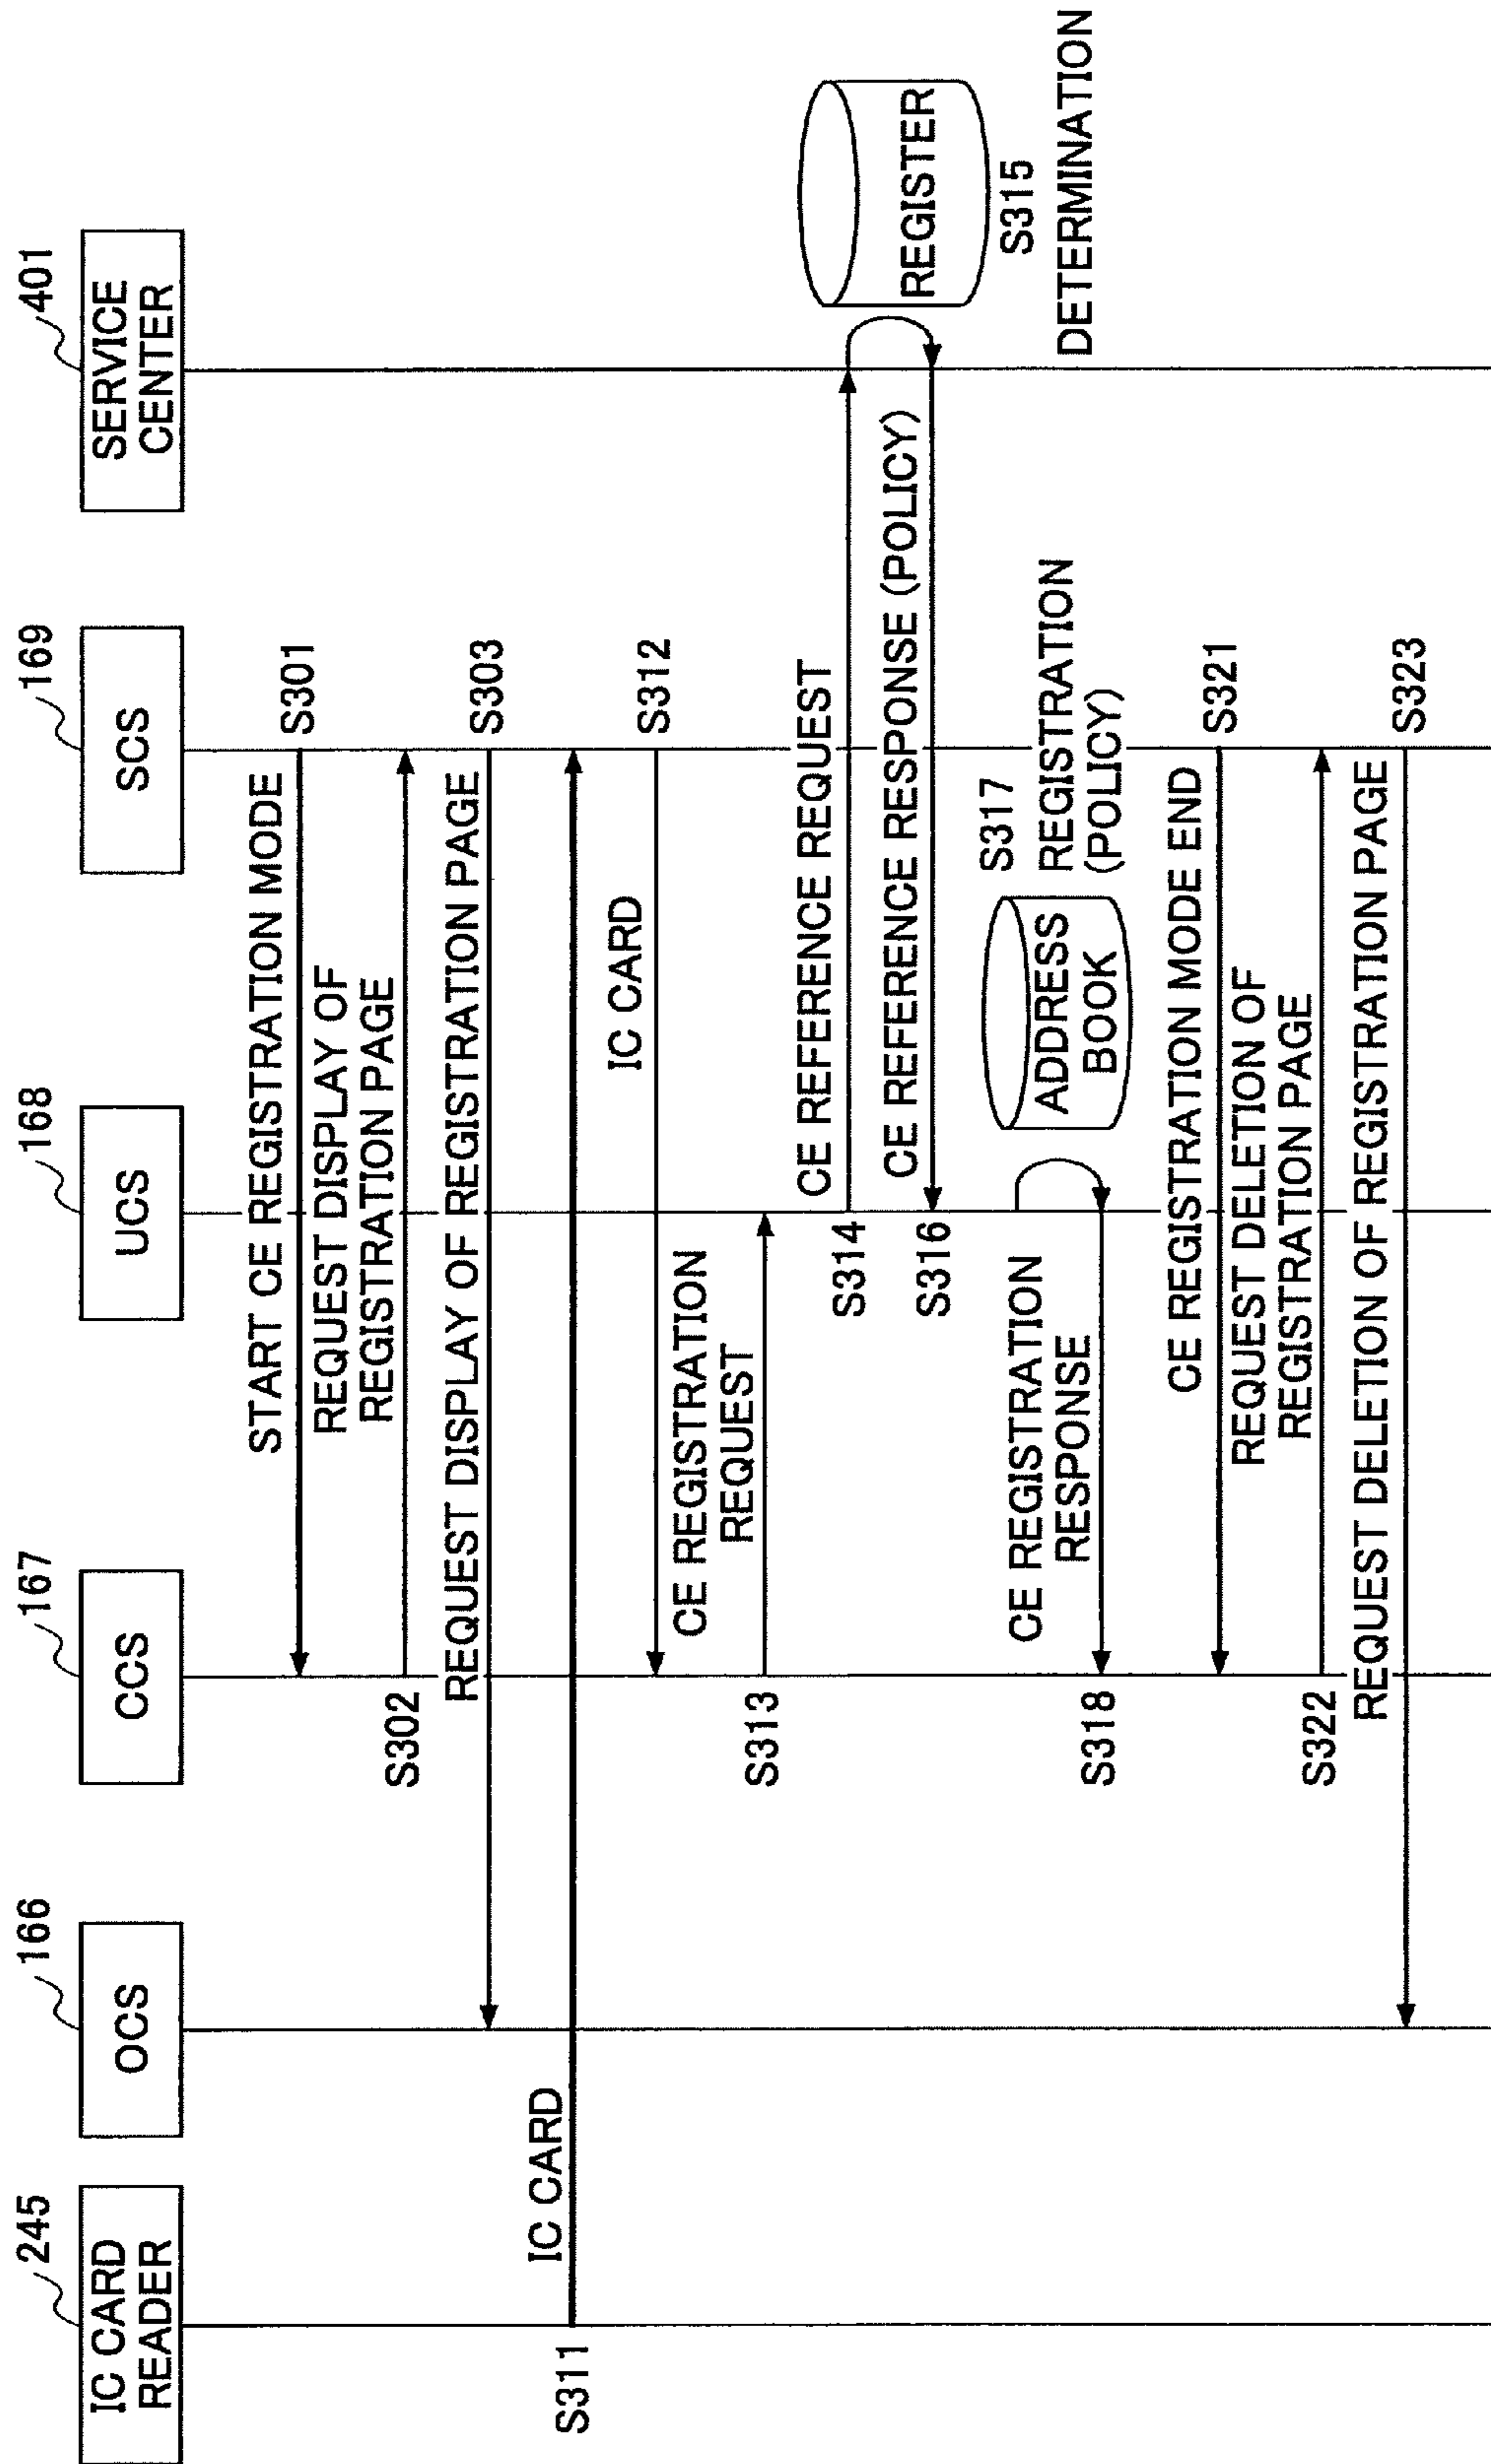 245
166
167
168
169
401
IC CARD
READER
OCS
CCS
UCS
SCS
SERVICE
CENTER
START CE REGISTRATION MODE
S301
REQUEST DISPLAY OF
REGISTRATION PAGE
S302
REQUEST DISPLAY OF REGISTRATION PAGE
S303
IC CARD
S311
IC CARD
S312
CE REGISTRATION
REQUEST
S313
CE REFERENCE REQUEST
S314
REGISTER
S315
DETERMINATION
CE REFERENCE RESPONSE (POLICY)
S316
ADDRESS
BOOK
S317
REGISTRATION
(POLICY)
CE REGISTRATION
RESPONSE
S318
CE REGISTRATION MODE END
S321
REQUEST DELETION OF
REGISTRATION PAGE
S322
REQUEST DELETION OF REGISTRATION PAGE
S323